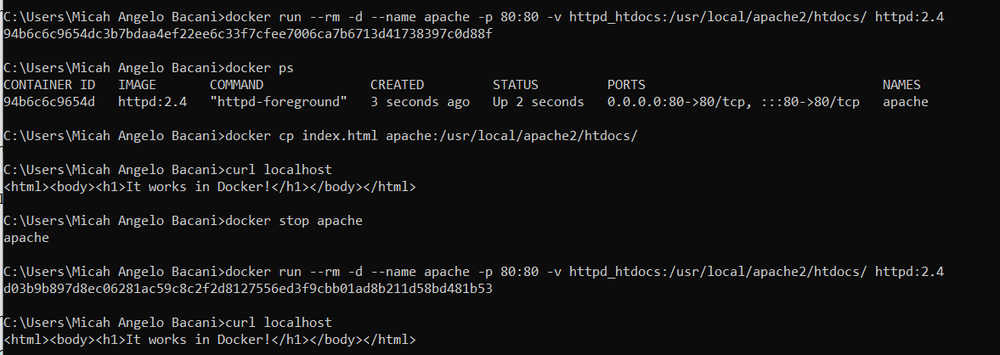 C:\Users\Micah Angelo Bacani>docker run --rm -d --name apache -p 80:80 -v httpd_htdocs:/usr/local/apache2/htdocs/ httpd:2.4
94b6c6c9654dc3b7bdaa4ef22ee6c33f7cfee7006ca7b6713d41738397c0d88f
C:\Users\Micah Angelo Bacani>docker ps
CONTAINER ID   IMAGE       COMMAND              CREATED         STATUS         PORTS                               NAMES
94b6c6c9654d   httpd:2.4   "httpd-foreground"   3 seconds ago   Up 2 seconds   0.0.0.0:80->80/tcp, :::80->80/tcp   apache
C:\Users\Micah Angelo Bacani>docker cp index.html apache:/usr/local/apache2/htdocs/
C:\Users\Micah Angelo Bacani>curl localhost
<html><body><h1>It works in Docker!</h1></body></html>
C:\Users\Micah Angelo Bacani>docker stop apache
apache
C:\Users\Micah Angelo Bacani>docker run --rm -d --name apache -p 80:80 -v httpd_htdocs:/usr/local/apache2/htdocs/ httpd:2.4
d03b9b897d8ec06281ac59c8c2f2d8127556ed3f9cbb01ad8b211d58bd481b53
C:\Users\Micah Angelo Bacani>curl localhost
<html><body><h1>It works in Docker!</h1></body></html>